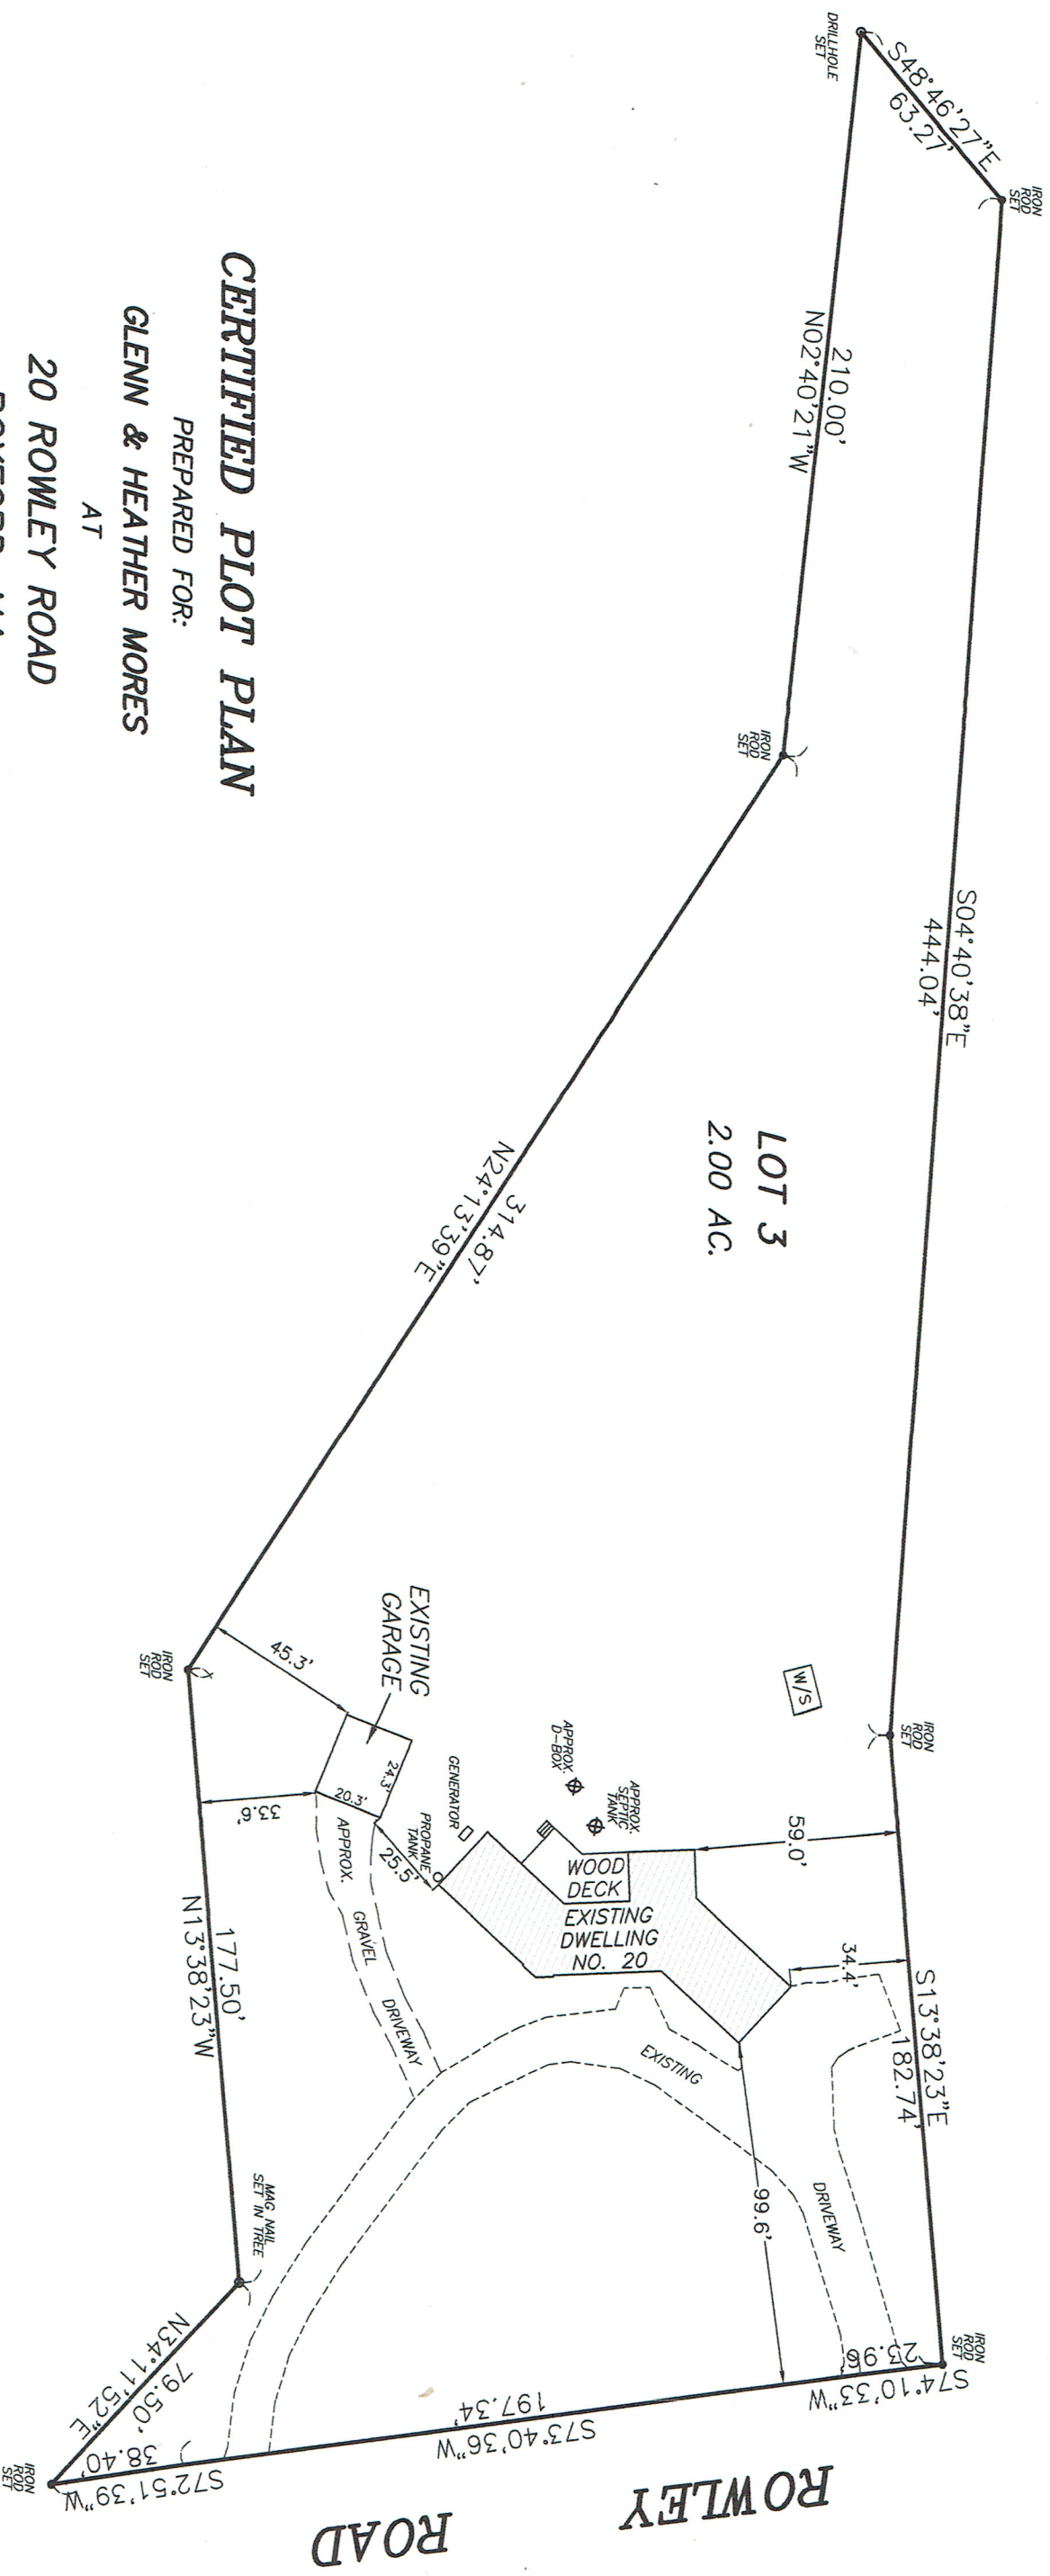 CERTIFIED PLOT PLAN
PREPARED FOR:
GLENN & HEATHER MORES
AT
20 ROWLEY ROAD
DRILLHOLE
SET
S48°46'27"E
63.27'
IRON
ROD
SET
210.00'
N02°40'21"W
IRON
ROD
SET
S04°40'38"E
444.04'
LOT 3
2.00 AC.
314.87'
N24°13'39"E
IRON
ROD
SET
45.3'
EXISTING
GARAGE
24.3'
20.3'
33.6'
W/S
IRON
ROD
SET
APPROX.
D-BOX
APPROX.
SEPTIC
TANK
GENERATOR
PROPANE
TANK
25.5'
59.0'
WOOD
DECK
EXISTING
DWELLING
NO. 20
34.4'
S13°38'23"E
182.74'
APPROX.
GRAVEL
DRIVEWAY
177.50'
N13°38'23"W
EXISTING
DRIVEWAY
99.6'
MAG NAIL
SET IN TREE
IRON
ROD
SET
23.96
S74°10'33"W
197.34'
S73°40'36"W
38.40'
S72°51'39"W
79.50'
N34°11'52"E
IRON
ROD
SET
ROWLEY
ROAD